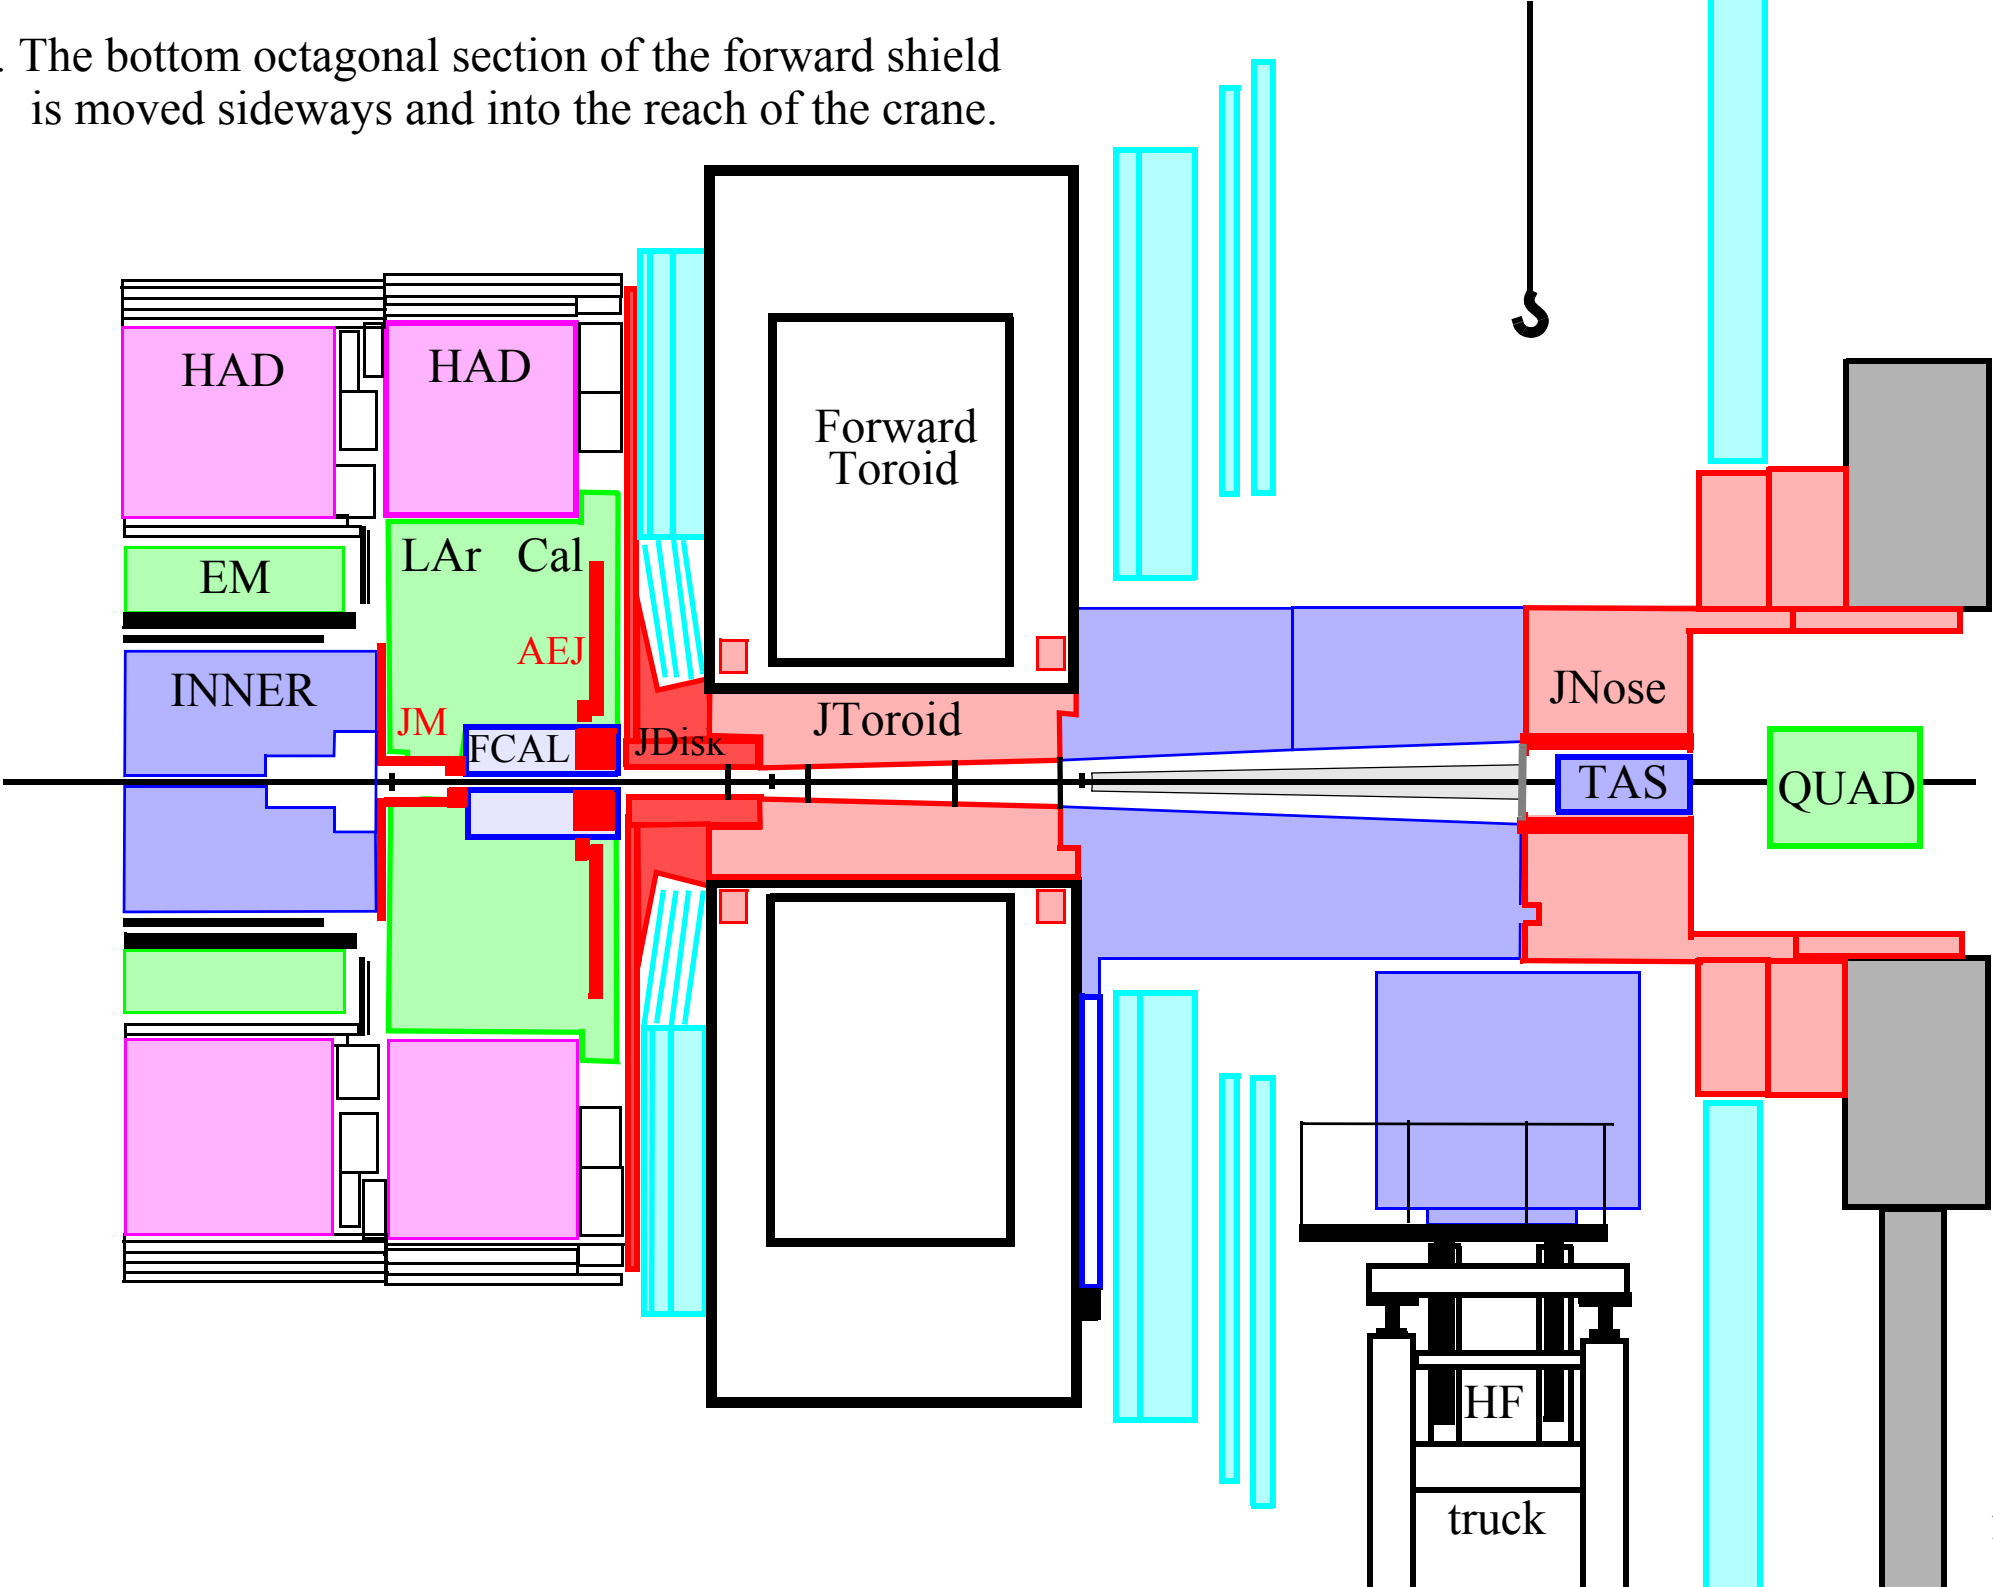 . The bottom octagonal section of the forward shield
is moved sideways and into the reach of the crane.
HAD
HAD
Forward
Toroid
LAr Cal
EM
AEJ
INNER
JNose
JM
JToroid
FCAL
JDisk
TAS
QUAD
HF
truck